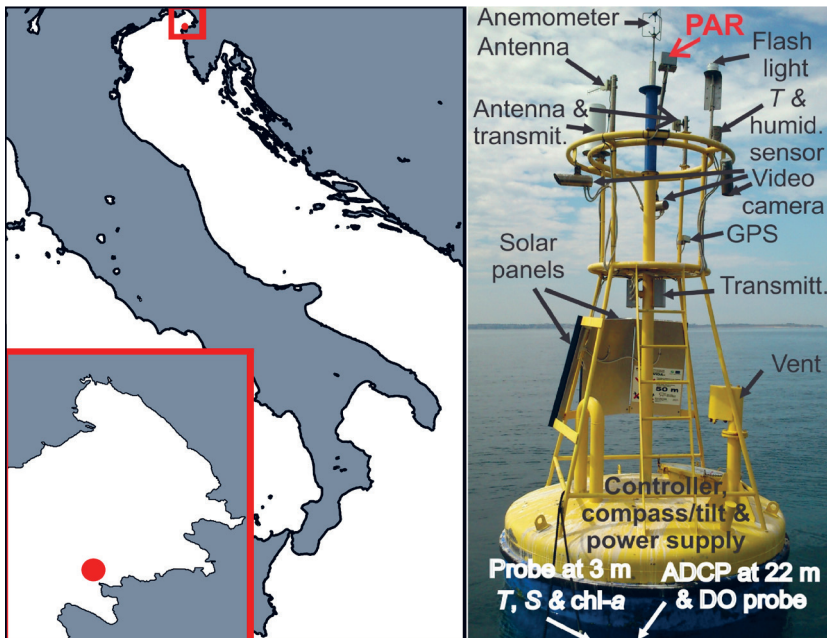 Anemometer
Antenna
PAR
Flash
light
Antenna &
transmit.
T &
humid.
sensor
Video
camera
GPS
Solar
panels
Transmitt.
Vent
50 m
Controller,
compass/tilt &
power supply
Probe at 3 m
T, S & chl-a
ADCP at 22 m
& DO probe